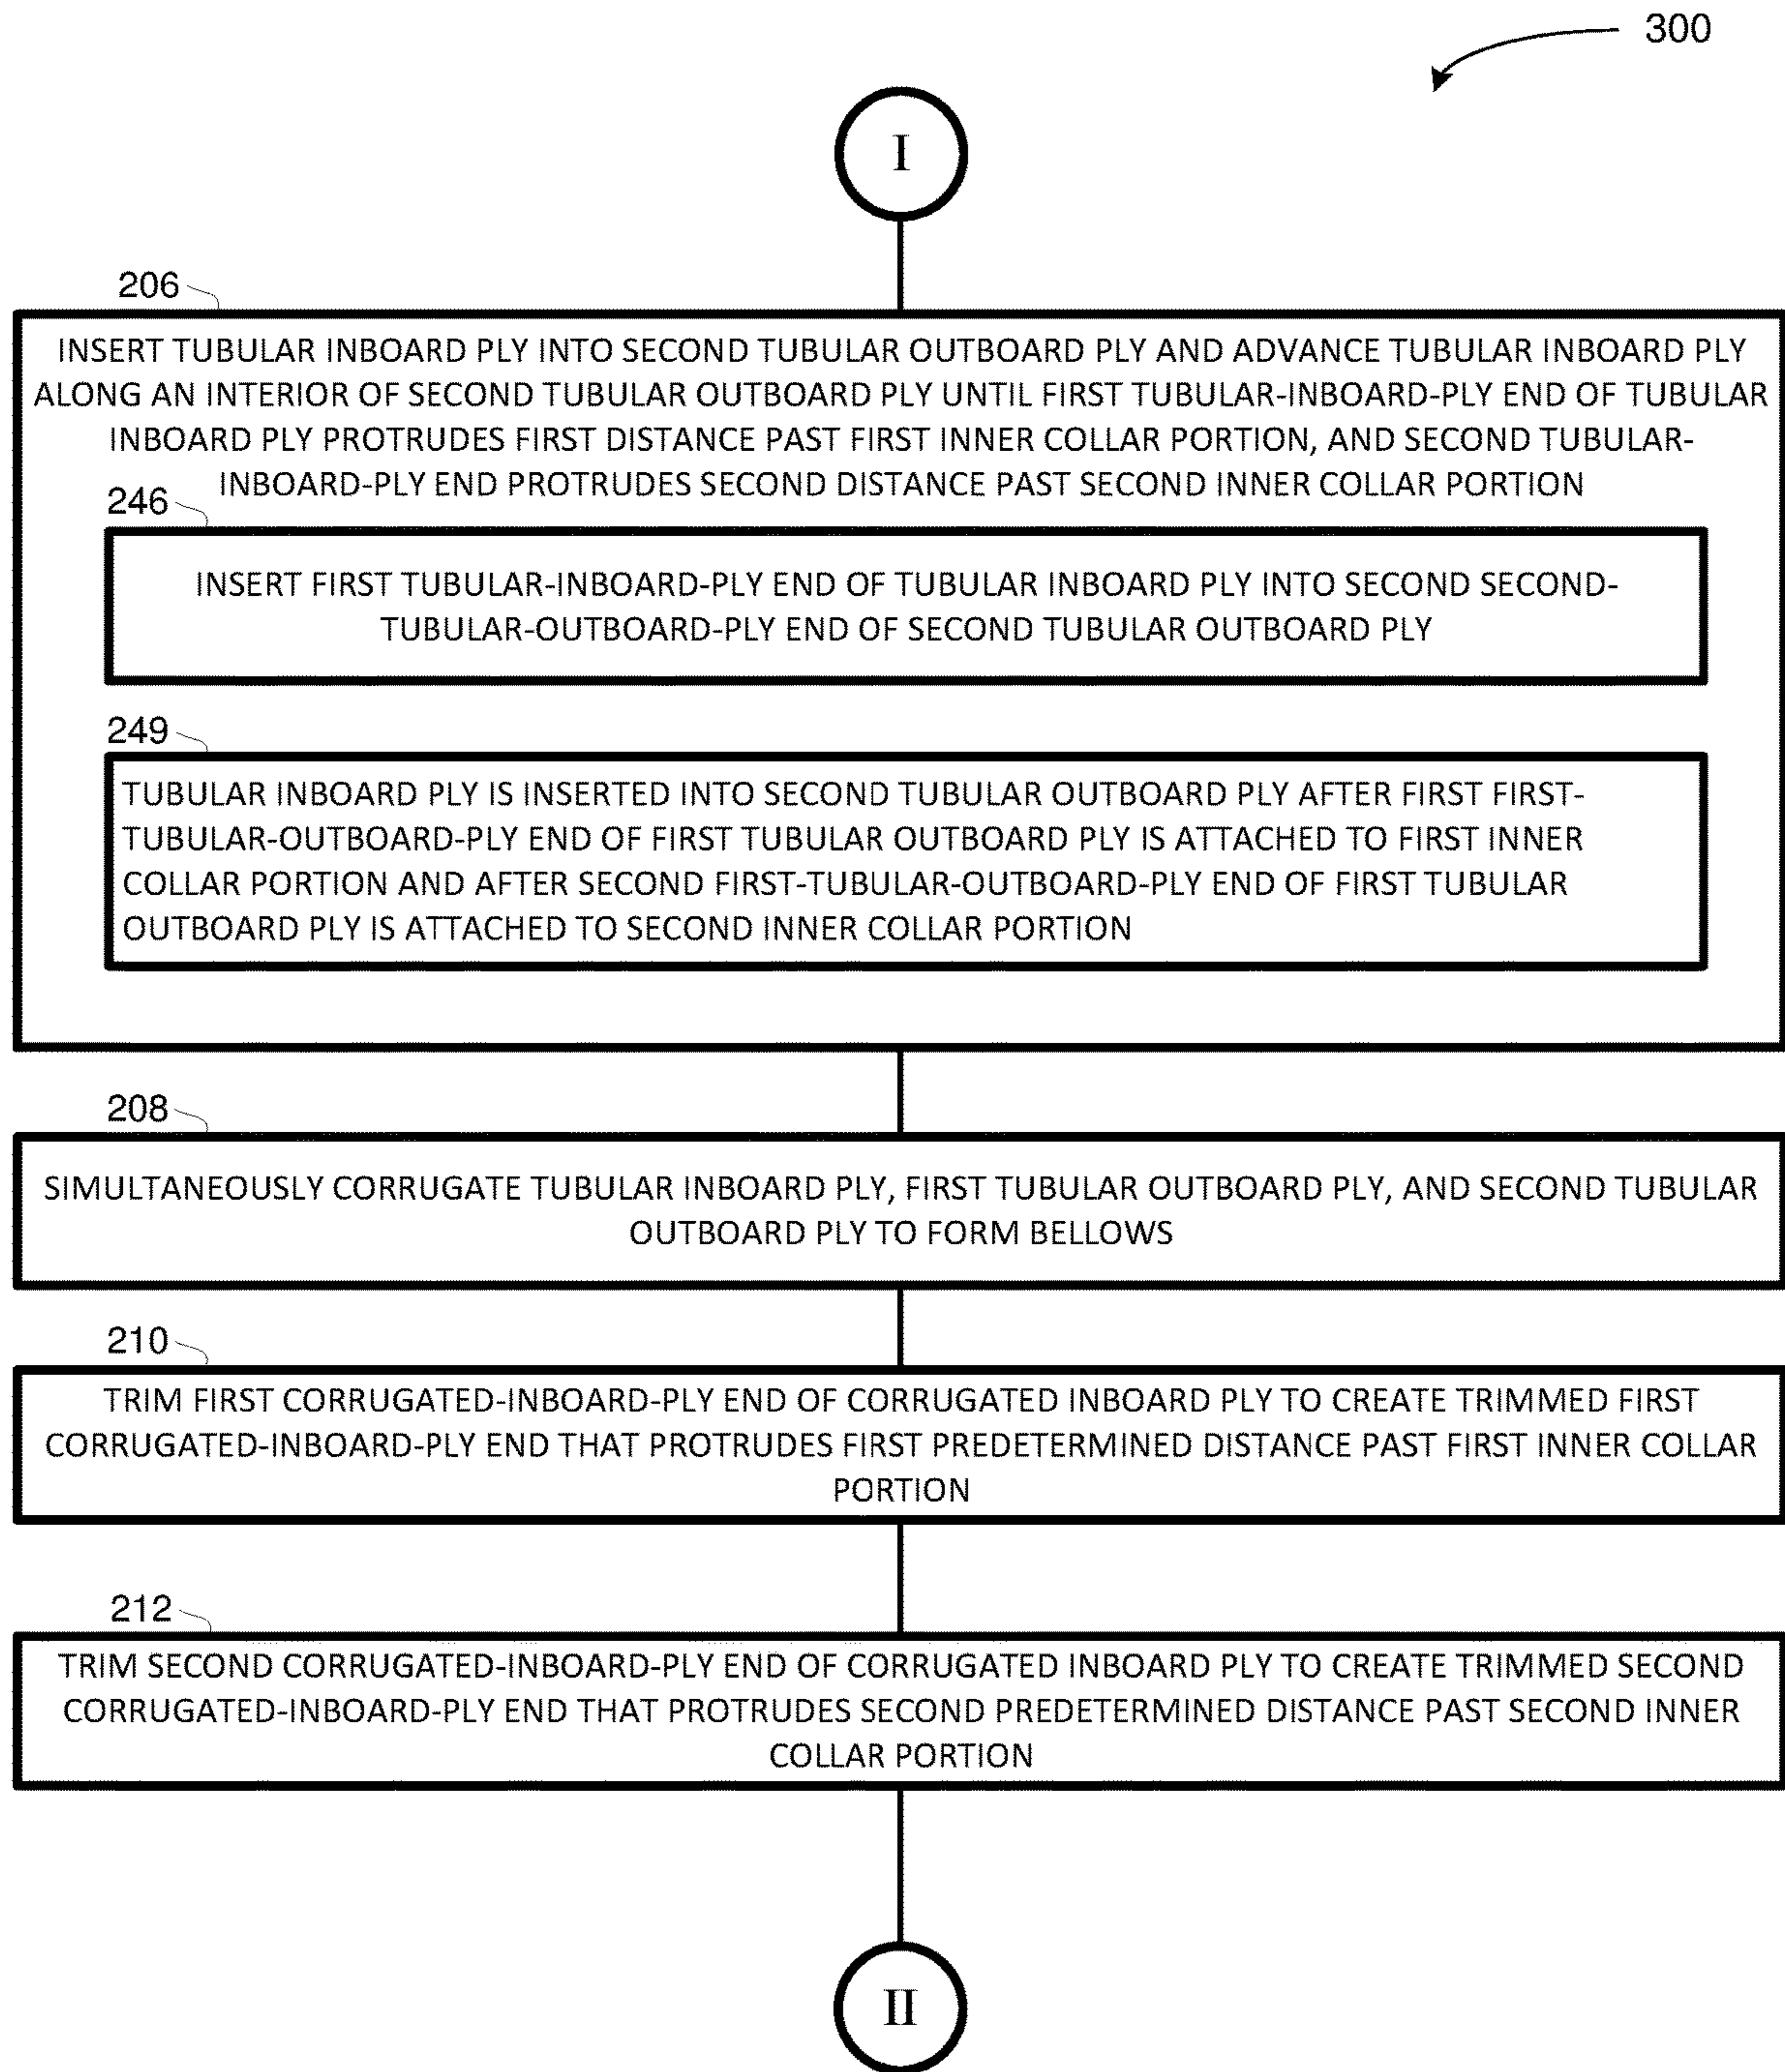 300
I
206
INSERT TUBULAR INBOARD PLY INTO SECOND TUBULAR OUTBOARD PLY AND ADVANCE TUBULAR INBOARD PLY
ALONG AN INTERIOR OF SECOND TUBULAR OUTBOARD PLY UNTIL FIRST TUBULAR-INBOARD-PLY END OF TUBULAR
INBOARD PLY PROTRUDES FIRST DISTANCE PAST FIRST INNER COLLAR PORTION, AND SECOND TUBULAR-
INBOARD-PLY END PROTRUDES SECOND DISTANCE PAST SECOND INNER COLLAR PORTION
246
INSERT FIRST TUBULAR-INBOARD-PLY END OF TUBULAR INBOARD PLY INTO SECOND SECOND-
TUBULAR-OUTBOARD-PLY END OF SECOND TUBULAR OUTBOARD PLY
249
TUBULAR INBOARD PLY IS INSERTED INTO SECOND TUBULAR OUTBOARD PLY AFTER FIRST FIRST-
TUBULAR-OUTBOARD-PLY END OF FIRST TUBULAR OUTBOARD PLY IS ATTACHED TO FIRST INNER
COLLAR PORTION AND AFTER SECOND FIRST-TUBULAR-OUTBOARD-PLY END OF FIRST TUBULAR
OUTBOARD PLY IS ATTACHED TO SECOND INNER COLLAR PORTION
208
SIMULTANEOUSLY CORRUGATE TUBULAR INBOARD PLY, FIRST TUBULAR OUTBOARD PLY, AND SECOND TUBULAR
OUTBOARD PLY TO FORM BELLOWS
210
TRIM FIRST CORRUGATED-INBOARD-PLY END OF CORRUGATED INBOARD PLY TO CREATE TRIMMED FIRST
CORRUGATED-INBOARD-PLY END THAT PROTRUDES FIRST PREDETERMINED DISTANCE PAST FIRST INNER COLLAR
PORTION
212
TRIM SECOND CORRUGATED-INBOARD-PLY END OF CORRUGATED INBOARD PLY TO CREATE TRIMMED SECOND
CORRUGATED-INBOARD-PLY END THAT PROTRUDES SECOND PREDETERMINED DISTANCE PAST SECOND INNER
COLLAR PORTION
II